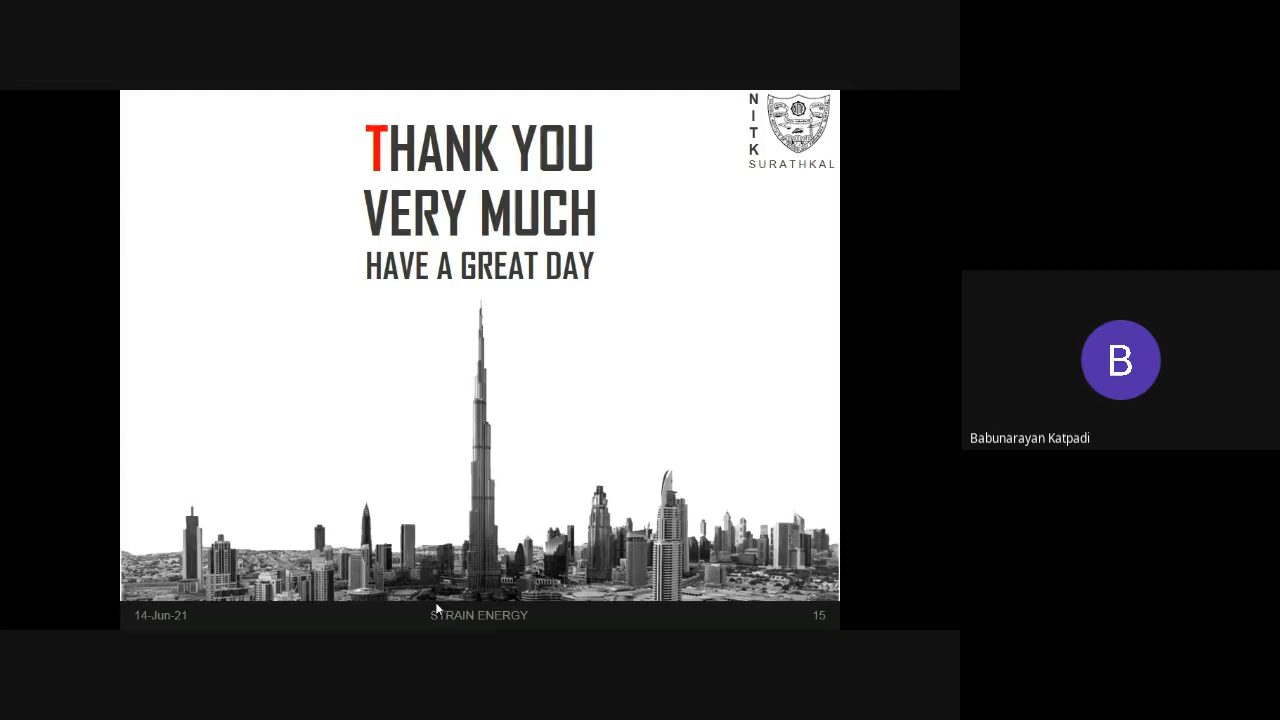 THANK YOU
VERY MUCH
HAVE A GREAT DAY
N
I
T
K
SURATHKAL
B
Babunarayan Katpadi
14-Jun-21
STRAIN ENERGY
15